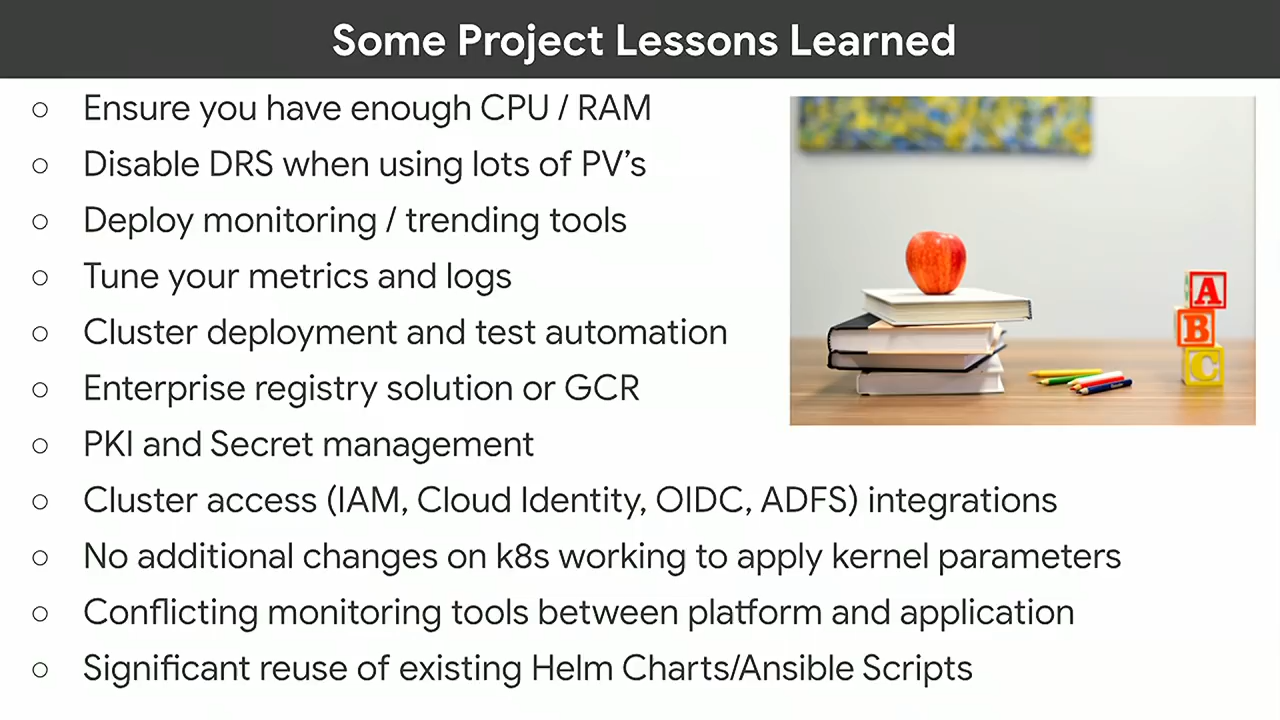 Some Project Lessons Learned
Ensure you have enough CPU / RAM
Disable DRS when using lots of PV's
Deploy monitoring / trending tools
Tune your metrics and logs
Cluster deployment and test automation
Enterprise registry solution or GCR
PKI and Secret management
Cluster access (IAM, Cloud Identity, OIDC, ADFS) integrations
No additional changes on k8s working to apply kernel parameters
Conflicting monitoring tools between platform and application
Significant reuse of existing Helm Charts/Ansible Scripts
A
B
C